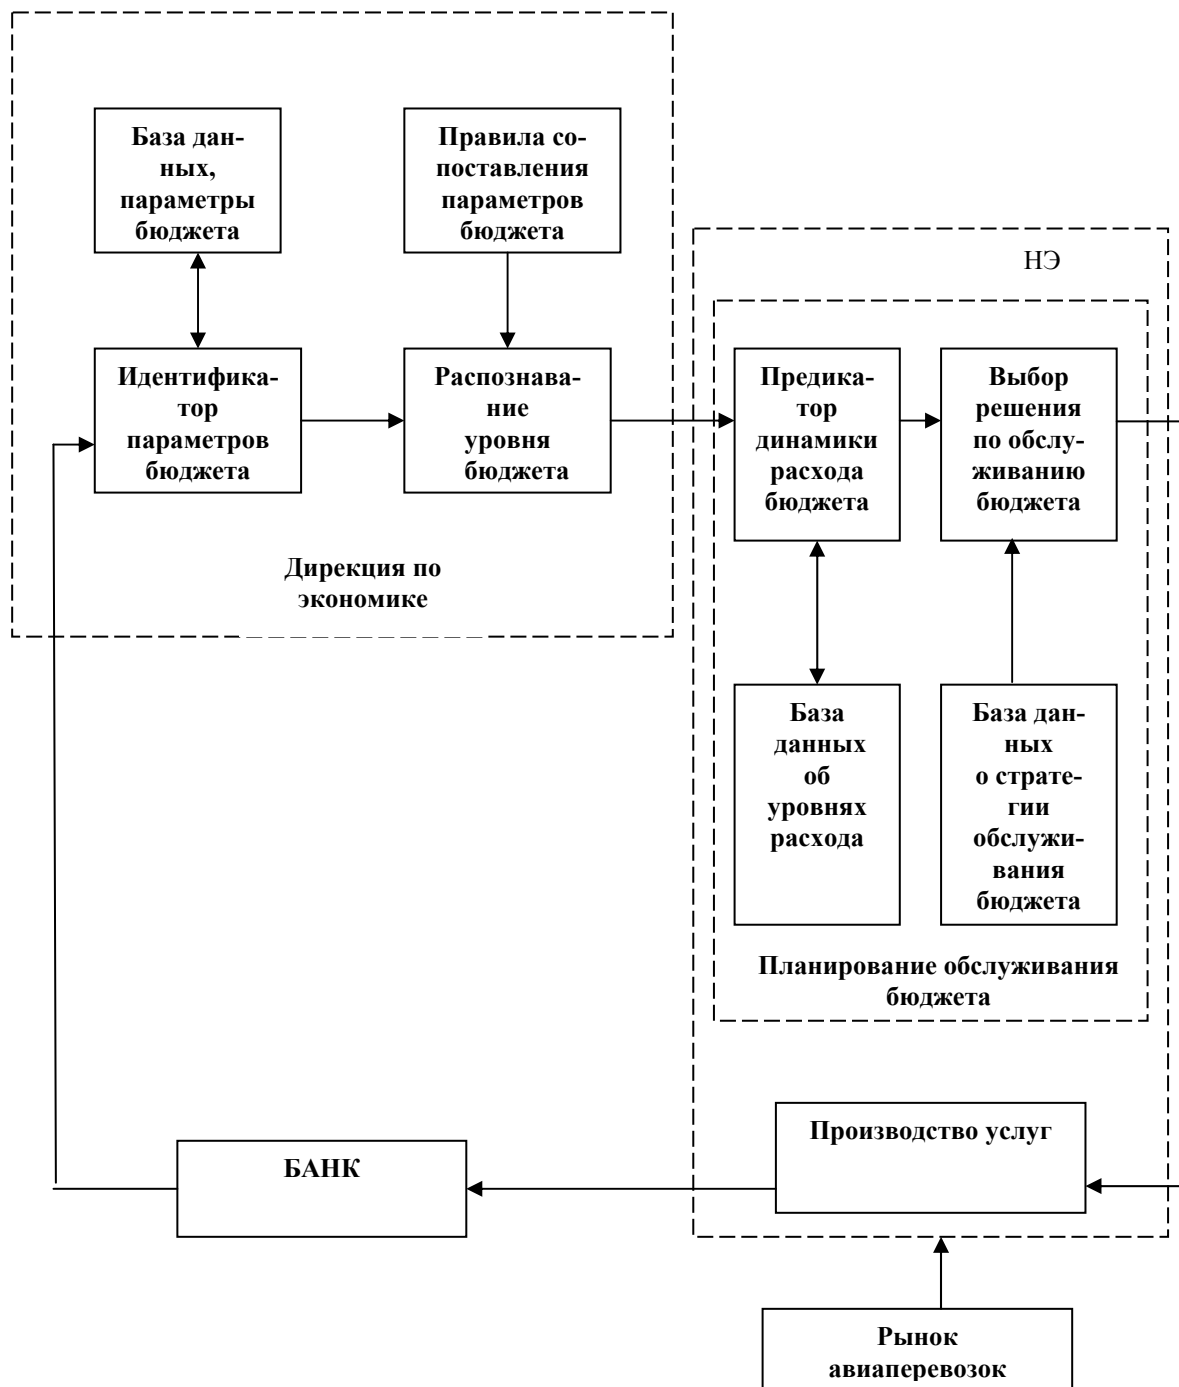 База дан-
ных,
параметры
бюджета
Правила со-
поставления
параметров
бюджета
НЭ
Идентифика-
тор
параметров
бюджета
Распознава-
ние
уровня
бюджета
Предика-
тор
динамики
расхода
бюджета
Выбор
решения
по обслу-
живанию
бюджета
Дирекция по
экономике
База
данных
об
уровнях
расхода
База дан-
ных
о страте-
гии
обслужи-
вания
бюджета
Планирование обслуживания
бюджета
Производство услуг
БАНК
Рынок
авиаперевозок